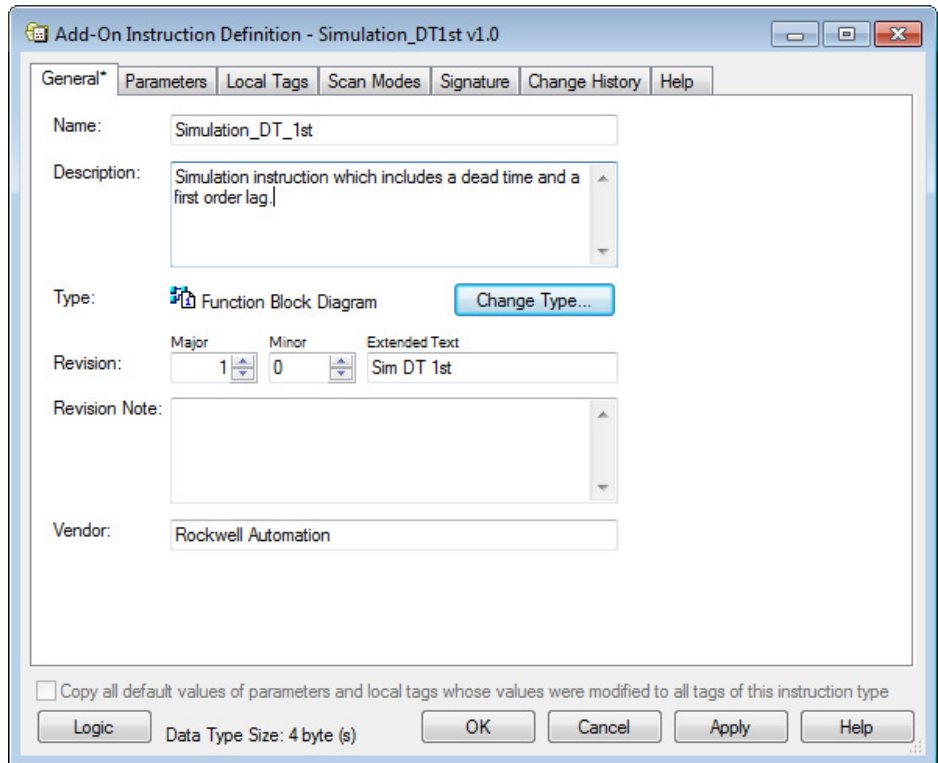 Add-On Instruction Definition - Simulation_DT1st v1.0
General* Parameters Local Tags Scan Modes Signature Change History Help
Name: Simulation_DT_1st
Description: Simulation instruction which includes a dead time and a
first order lag.
Type: Function Block Diagram Change Type...
Major Minor Extended Text
Revision: 1 0 Sim DT 1st
Revision Note:
Vendor: Rockwell Automation
Copy all default values of parameters and local tags whose values were modified to all tags of this instruction type
Logic Data Type Size: 4 byte (s) OK Cancel Apply Help